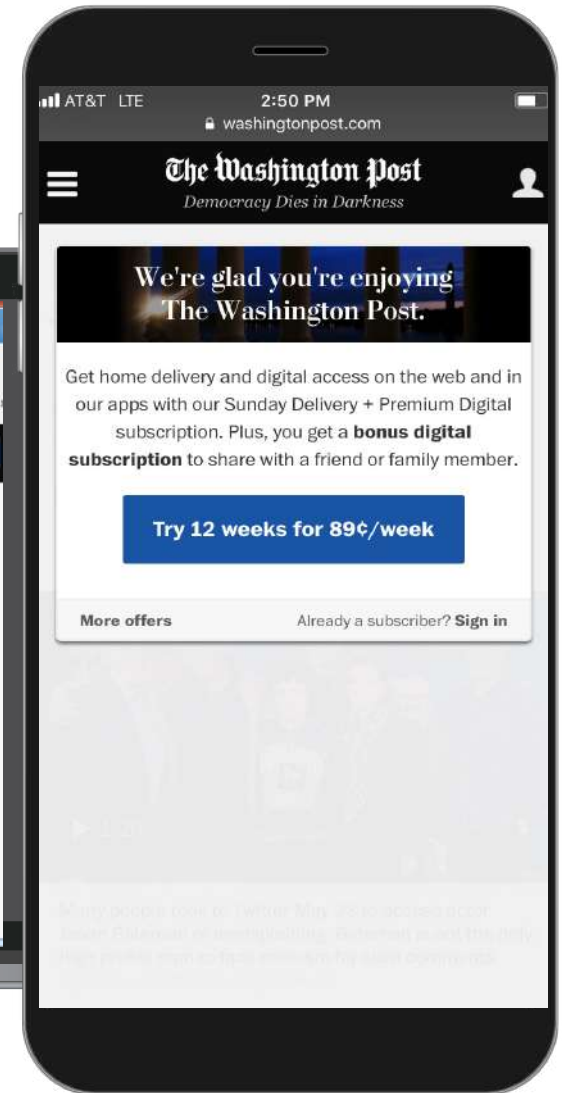 AT&T LTE 2:50 PM
washingtonpost.com
The Washington Post
Democracy Dies in Darkness
We're glad you're enjoying
The Washington Post.
Get home delivery and digital access on the web and in
our apps with our Sunday Delivery + Premium Digital
subscription. Plus, you get a bonus digital
subscription to share with a friend or family member.
Try 12 weeks for 89¢/week
More offers Already a subscriber? Sign in